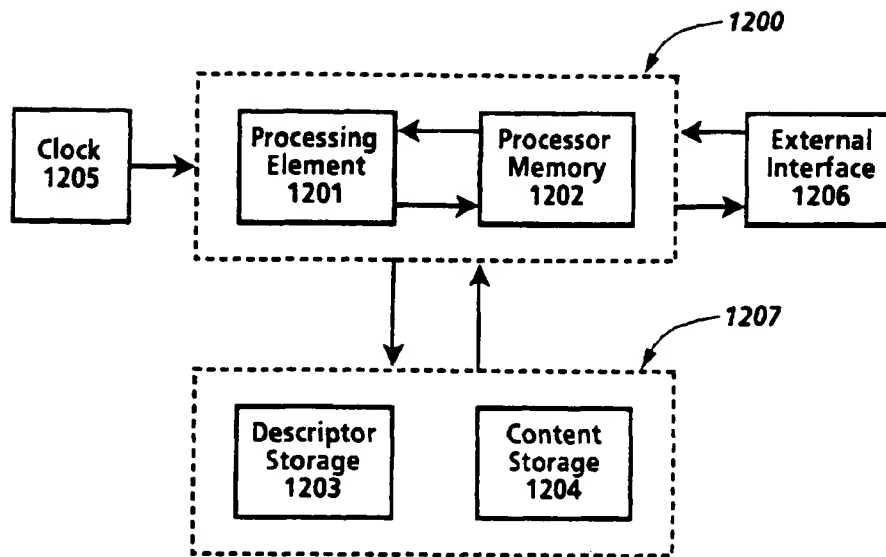 1200
Clock
1205
Processing
Element
1201
Processor
Memory
1202
External
Interface
1206
1207
Descriptor
Storage
1203
Content
Storage
1204